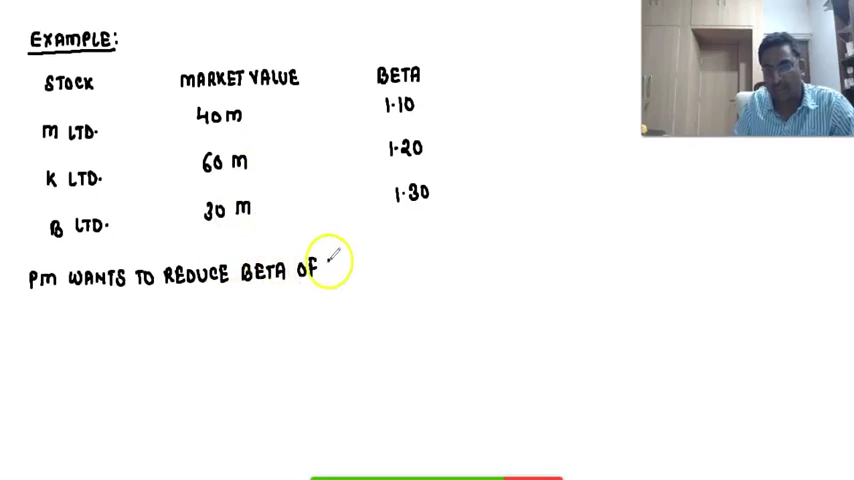 EXAMPLE:
STOCK MARKET VALUE BETA
M LTD. 40 M 1.10
K LTD. 60 M 1.20
B LTD. 30 M 1.30
PM WANTS TO REDUCE BETA OF